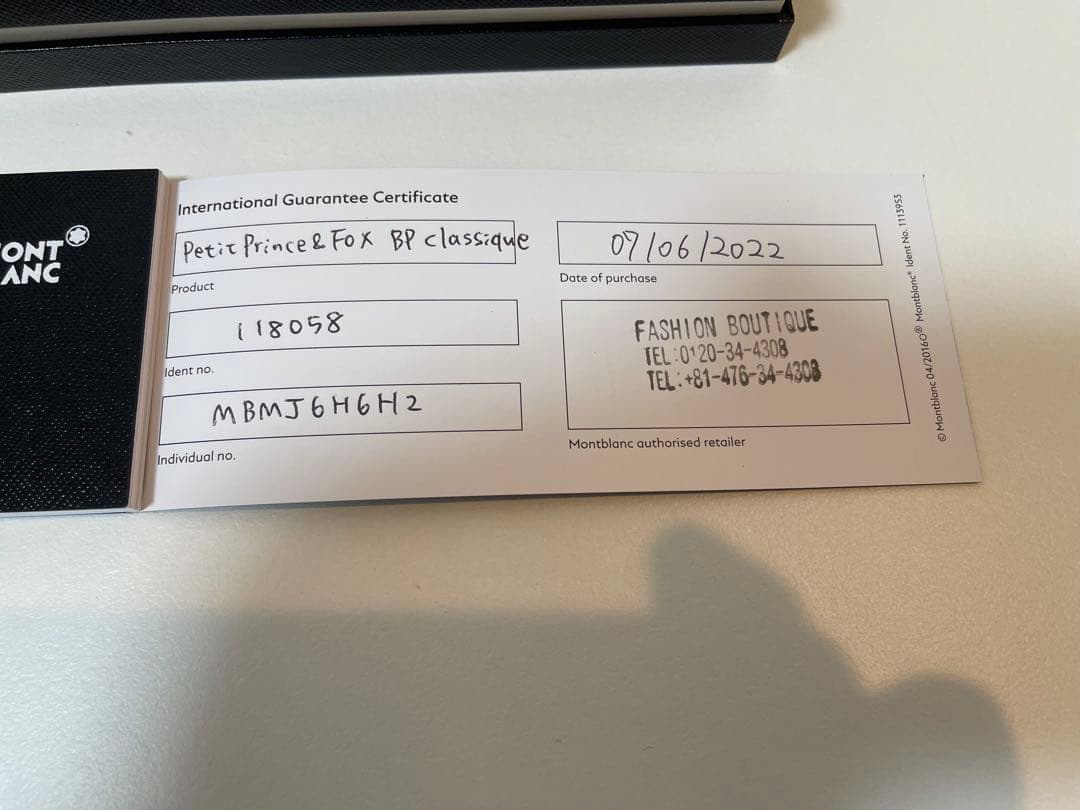 ONT
ANC
International Guarantee Certificate
Petit Prince & Fox BP classique
Product
118058
Ident no.
MBMJ6H6H2
Individual no.
07/06/2022
Date of purchase
FASHION BOUTIQUE
TEL:0120-34-4308
TEL:+81-476-34-4308
Montblanc authorised retailer
© Montblanc 04/2016 Montblanc® Ident No. 1113953